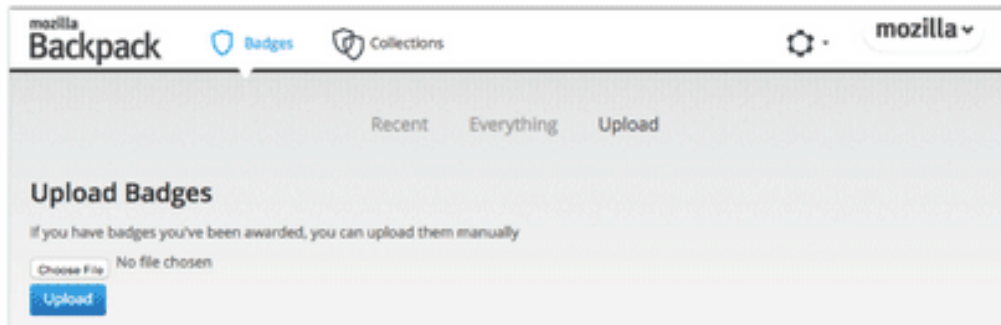 mozilla
Backpack
Badges
Collections
mozilla
Recent Everything Upload
Upload Badges
If you have badges you've been awarded, you can upload them manually
Choose File No file chosen
Upload